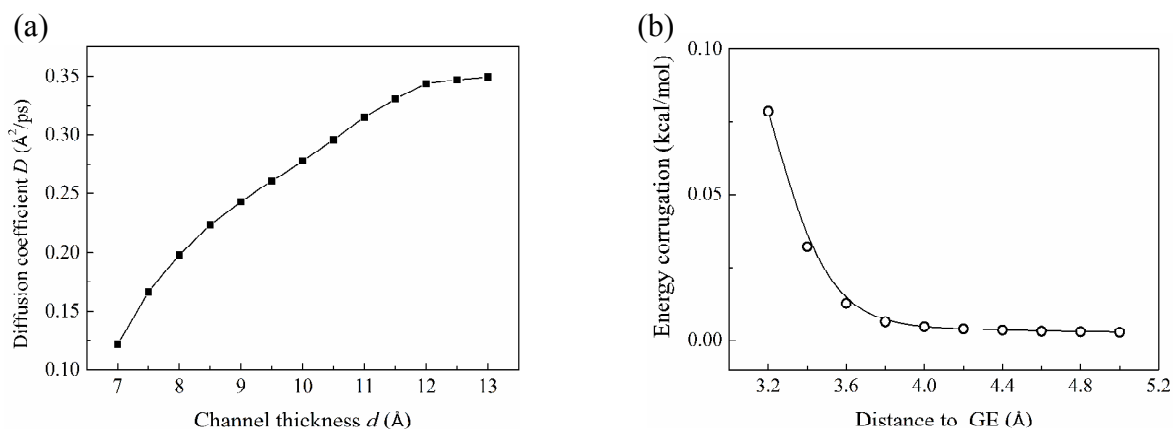 (a)
Diffusion coefficient D (Å²/ps)
0.35
0.30
0.25
0.20
0.15
0.10
7 8 9 10 11 12 13
Channel thickness d (Å)
(b)
Energy corrugation (kcal/mol)
0.10
0.05
0.00
3.2 3.6 4.0 4.4 4.8 5.2
Distance to GE (Å)